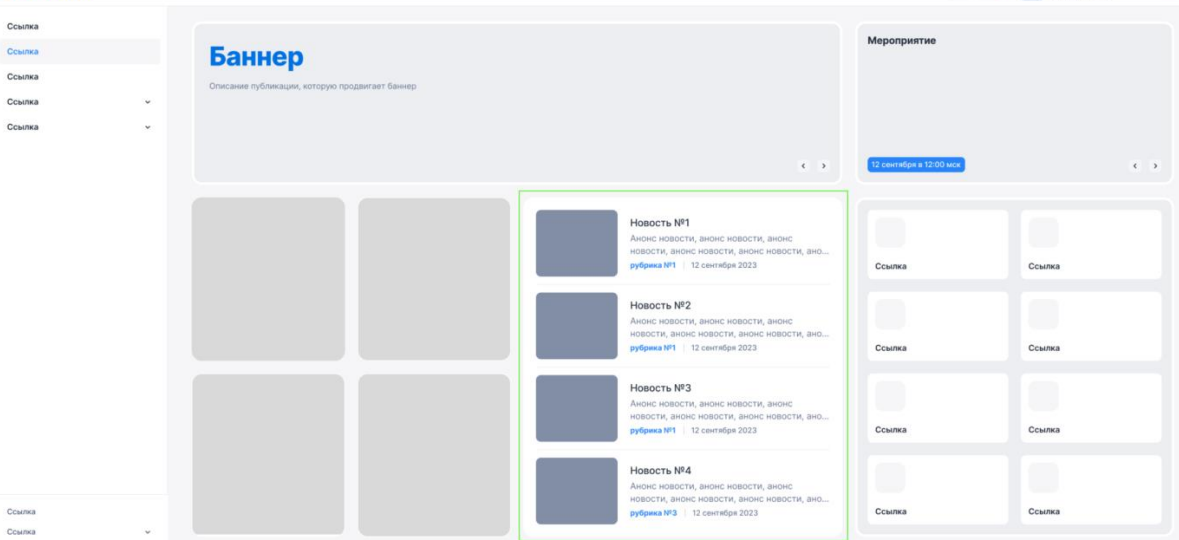 Ссылка
Ссылка
Ссылка
Ссылка
Ссылка
Ссылка
Ссылка
Баннер
Описание публикации, которую продвигает баннер
Мероприятие
12 сентября в 12:00 мск
Новость №1
Анонс новости, анонс новости, анонс
новости, анонс новости, анонс новости, ано...
рубрика №1 | 12 сентября 2023
Новость №2
Анонс новости, анонс новости, анонс
новости, анонс новости, анонс новости, ано...
рубрика №1 | 12 сентября 2023
Новость №3
Анонс новости, анонс новости, анонс
новости, анонс новости, анонс новости, ано...
рубрика №1 | 12 сентября 2023
Новость №4
Анонс новости, анонс новости, анонс
новости, анонс новости, анонс новости, ано...
рубрика №3 | 12 сентября 2023
Ссылка
Ссылка
Ссылка
Ссылка
Ссылка
Ссылка
Ссылка
Ссылка